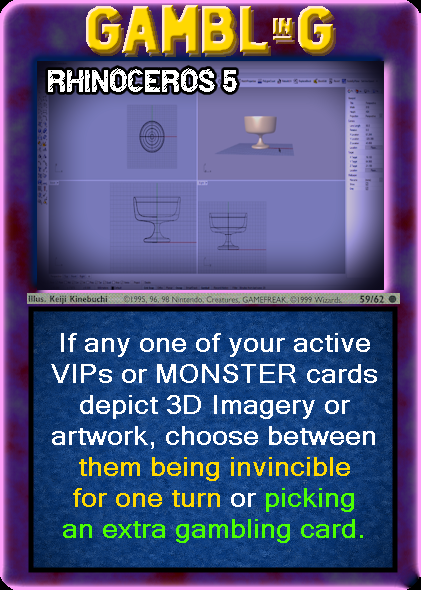 GAMBLING
RHINOCEROS 5
Illus. Keiji Kinebuchi ©1995, 96, 98 Nintendo, Creatures, GAMEFREAK. ©1999 Wizards. 59/62 ●
If any one of your active
VIPs or MONSTER cards
depict 3D Imagery or
artwork, choose between
them being invincible
for one turn or picking
an extra gambling card.